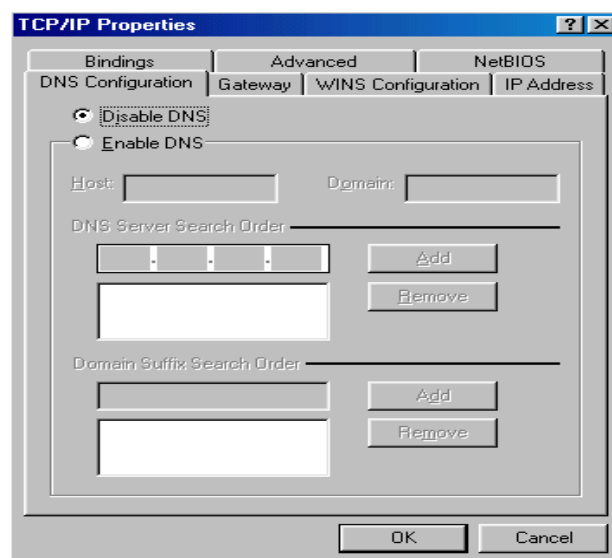 TCP/IP Properties
Bindings Advanced NetBIOS
DNS Configuration Gateway WINS Configuration IP Address
Disable DNS
Enable DNS
Host: Domain:
DNS Server Search Order
. . . Add
Remove
Domain Suffix Search Order
Add
Remove
OK Cancel